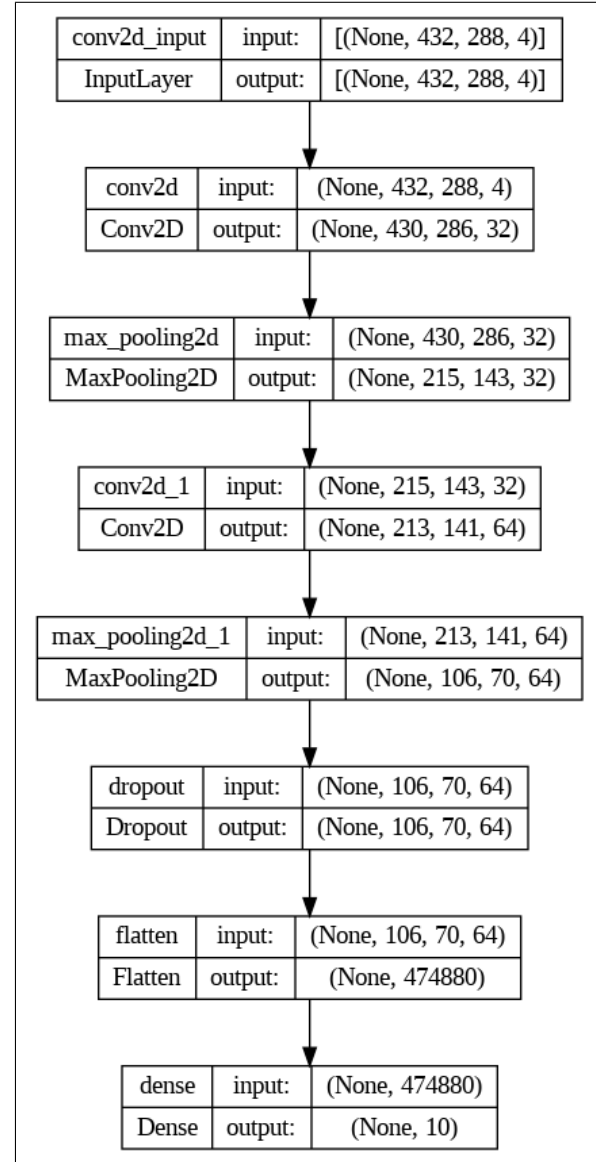 conv2d_input input: [(None, 432, 288, 4)]
InputLayer output: [(None, 432, 288, 4)]
conv2d input: (None, 432, 288, 4)
Conv2D output: (None, 430, 286, 32)
max_pooling2d input: (None, 430, 286, 32)
MaxPooling2D output: (None, 215, 143, 32)
conv2d_1 input: (None, 215, 143, 32)
Conv2D output: (None, 213, 141, 64)
max_pooling2d_1 input: (None, 213, 141, 64)
MaxPooling2D output: (None, 106, 70, 64)
dropout input: (None, 106, 70, 64)
Dropout output: (None, 106, 70, 64)
flatten input: (None, 106, 70, 64)
Flatten output: (None, 474880)
dense input: (None, 474880)
Dense output: (None, 10)